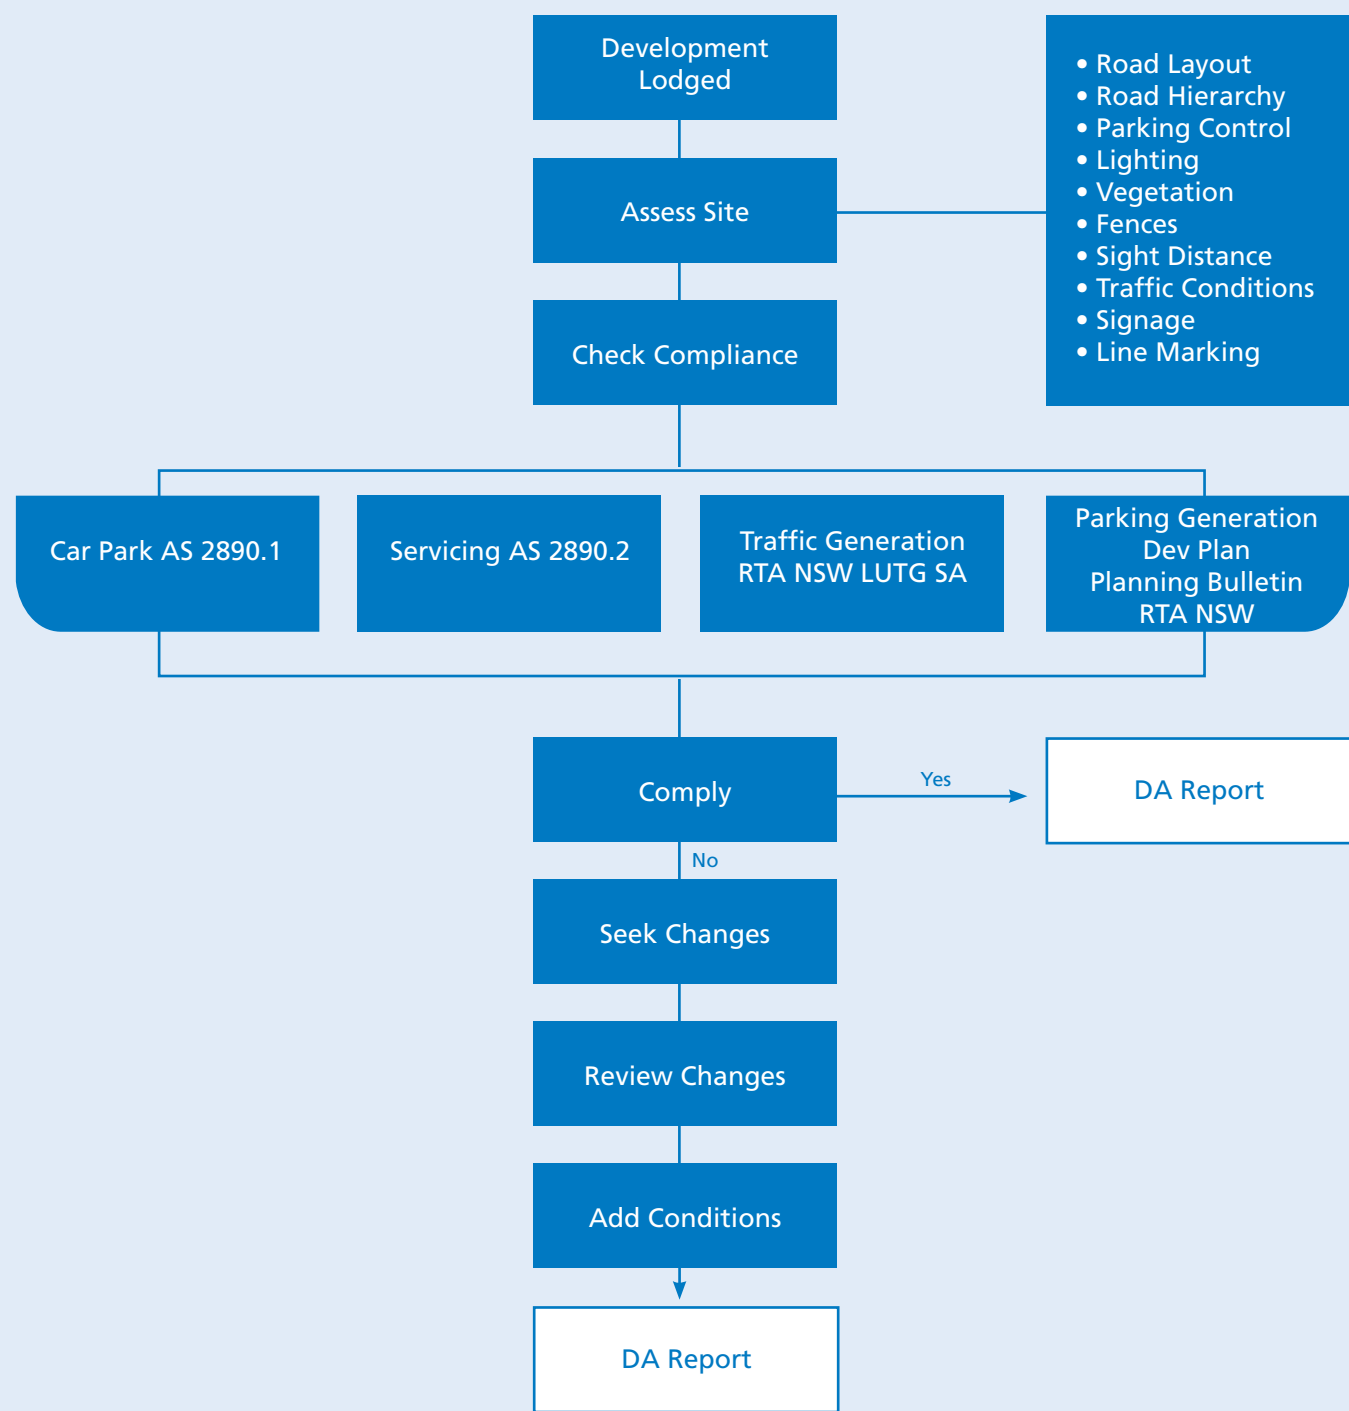 Development
Lodged
• Road Layout
• Road Hierarchy
• Parking Control
• Lighting
• Vegetation
• Fences
• Sight Distance
• Traffic Conditions
• Signage
• Line Marking
Assess Site
Check Compliance
Car Park AS 2890.1
Servicing AS 2890.2
Traffic Generation
RTA NSW LUTG SA
Parking Generation
Dev Plan
Planning Bulletin
RTA NSW
Comply
Yes
DA Report
No
Seek Changes
Review Changes
Add Conditions
DA Report